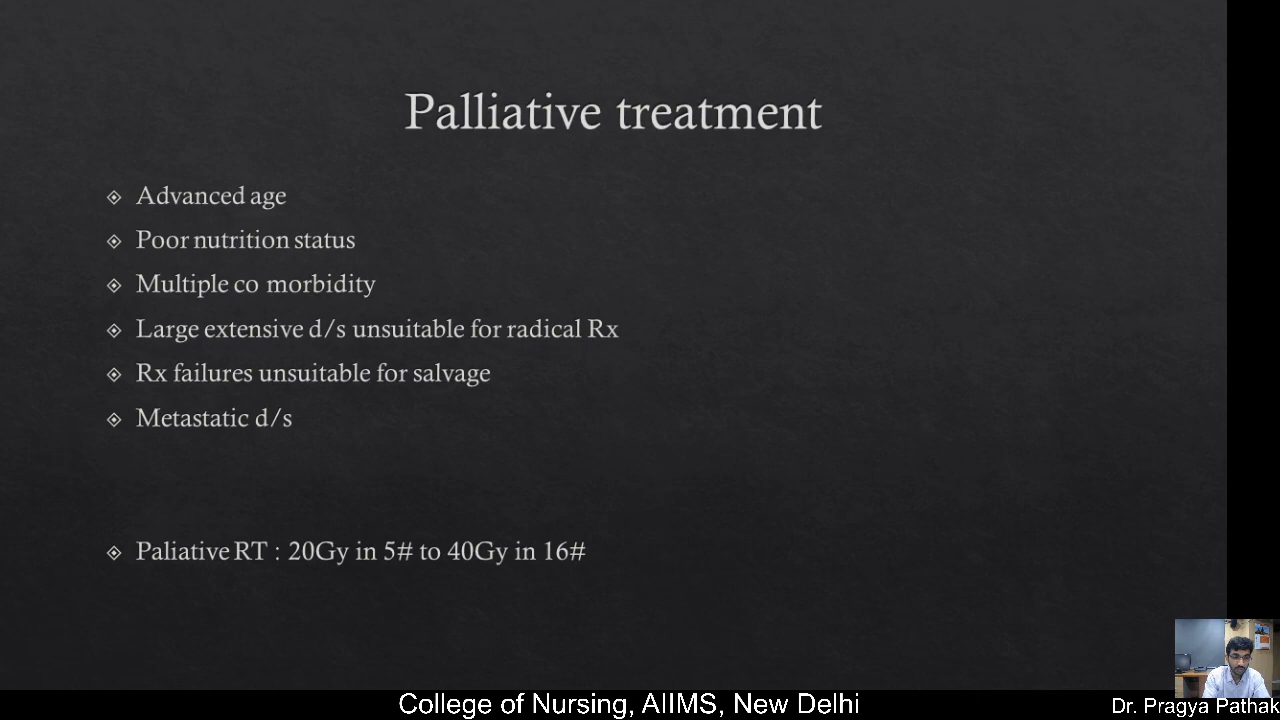 Palliative treatment
Advanced age
Poor nutrition status
Multiple co morbidity
Large extensive d/s unsuitable for radical Rx
Rx failures unsuitable for salvage
Metastatic d/s
Paliative RT : 20Gy in 5# to 40Gy in 16#
College of Nursing, AIIMS, New Delhi
Dr. Pragya Pathak